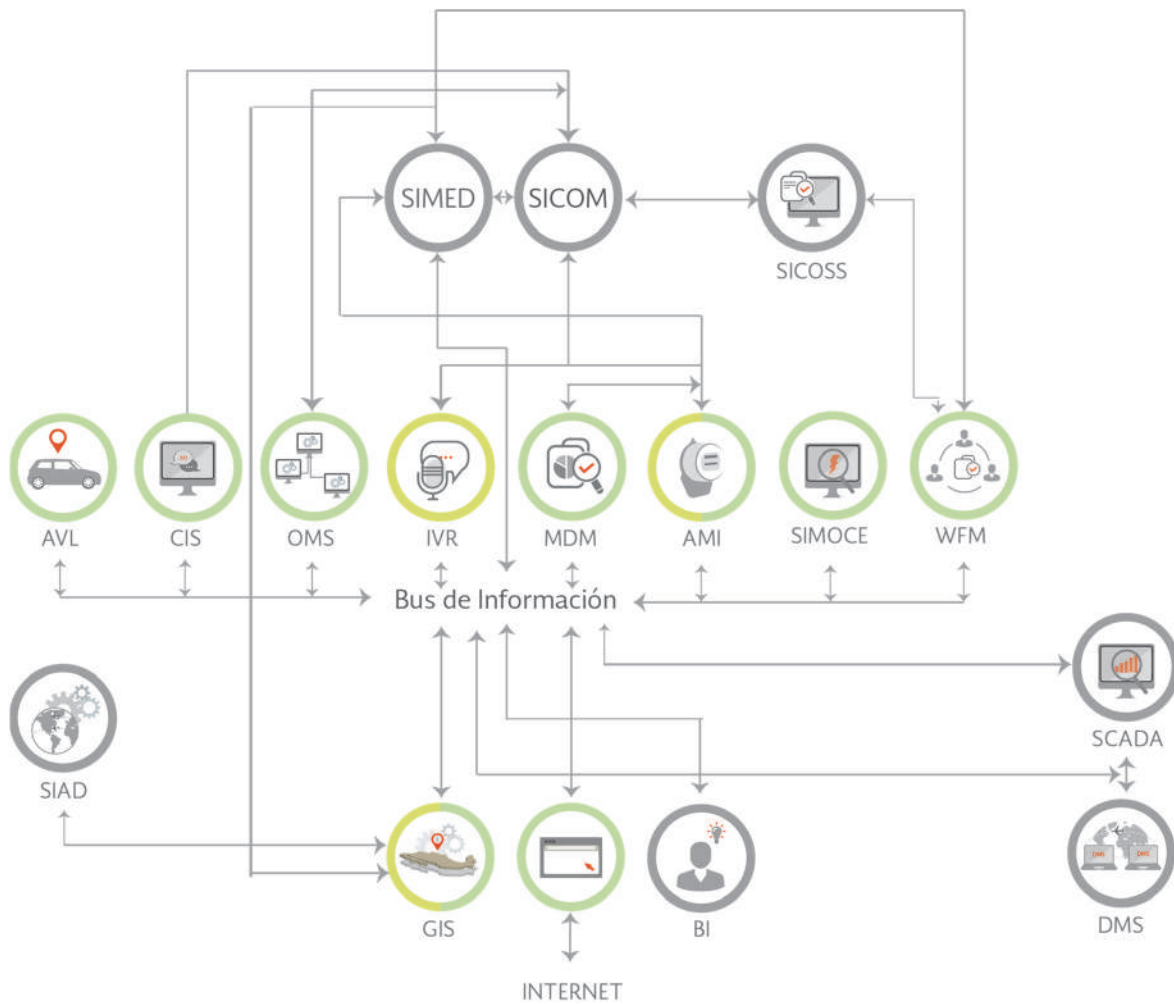 SIMED
SICOM
SICOSS
AVL
CIS
OMS
IVR
MDM
AMI
SIMOCE
WFM
Bus de Información
SIAD
SCADA
GIS
BI
DMS
DMS
INTERNET